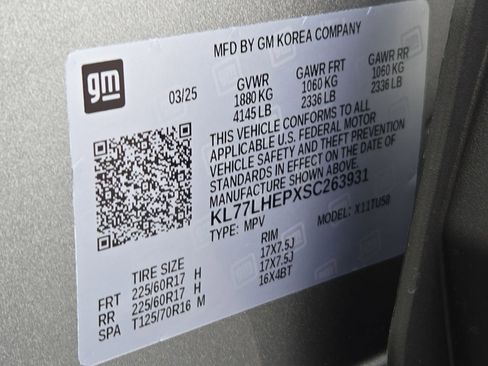 gm
MFD BY GM KOREA COMPANY
03/25
GVWR GAWR FRT GAWR RR
1880 KG 1060 KG 1060 KG
4145 LB 2336 LB 2336 LB
THIS VEHICLE CONFORMS TO ALL
APPLICABLE U.S. FEDERAL MOTOR
VEHICLE SAFETY AND THEFT PREVENTION
STANDARDS IN EFFECT ON THE DATE OF
MANUFACTURE SHOWN ABOVE.
KL77LHEPXSC263931
TYPE: MPV MODEL: X11TU58
TIRE SIZE RIM
FRT 225/60R17 H 17X7.5J
RR 225/60R17 H 17X7.5J
SPA T125/70R16 M 16X4BT